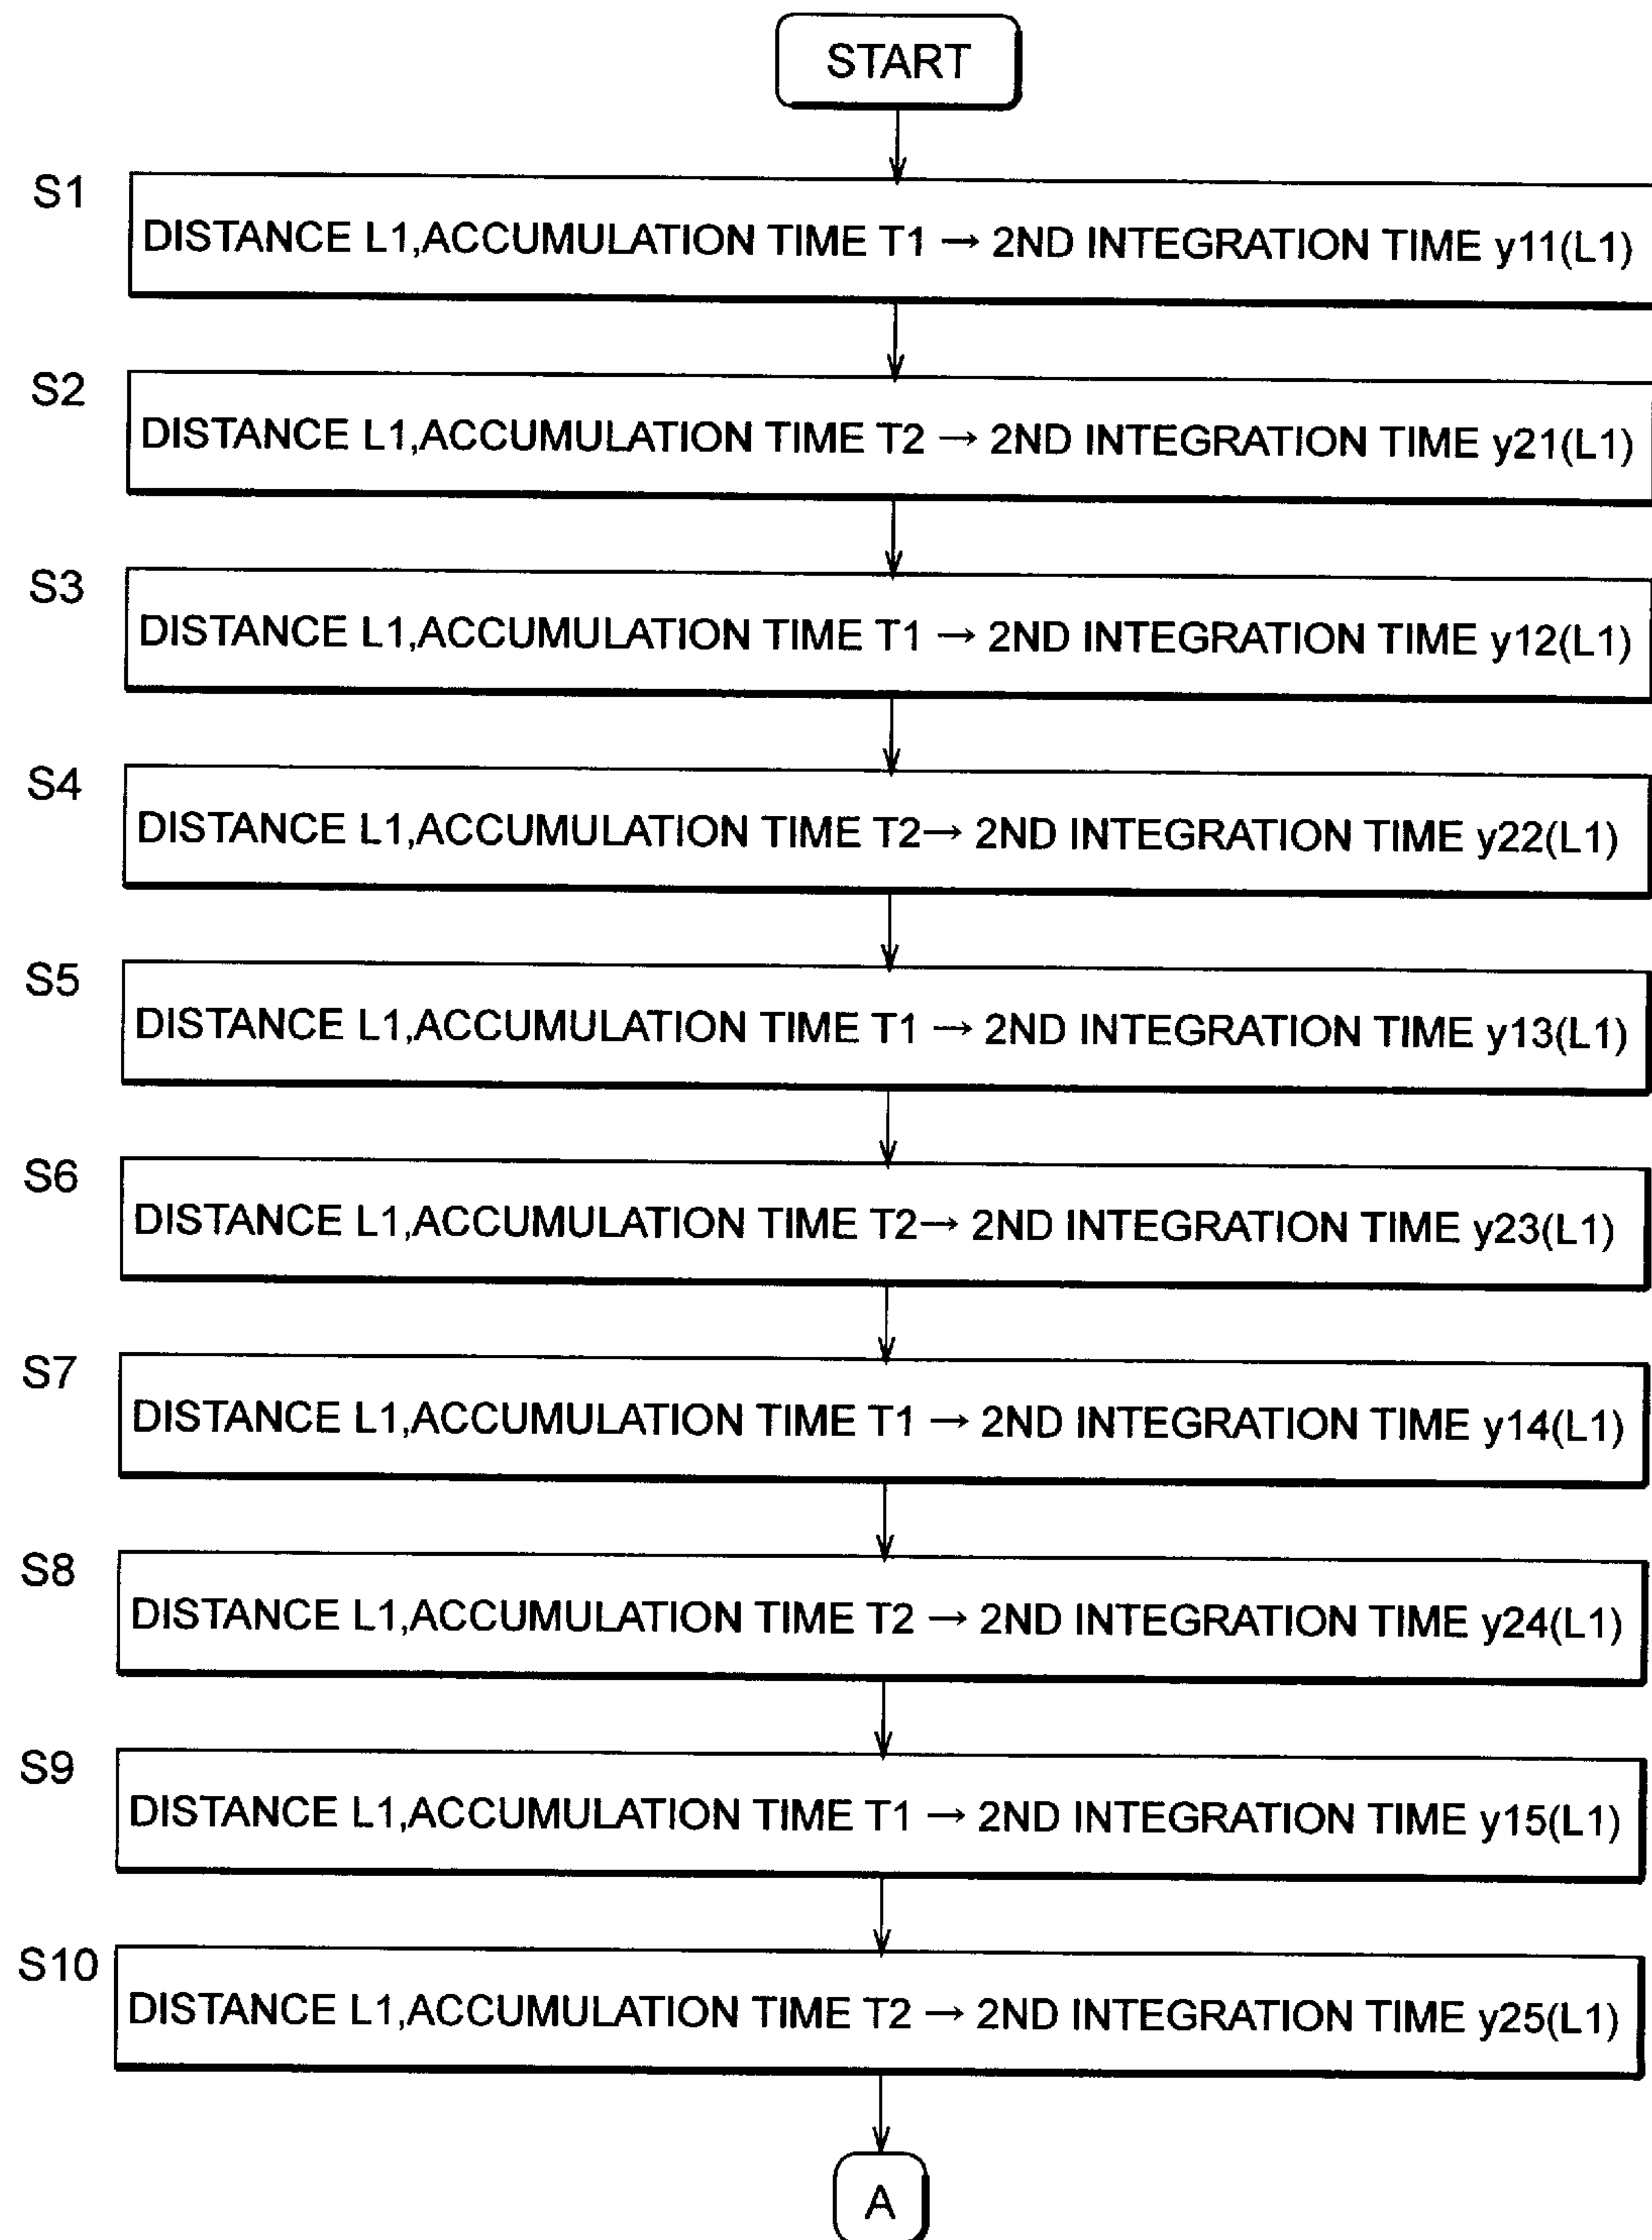 START
S1
DISTANCE L1,ACCUMULATION TIME T1 → 2ND INTEGRATION TIME y11(L1)
S2
DISTANCE L1,ACCUMULATION TIME T2 → 2ND INTEGRATION TIME y21(L1)
S3
DISTANCE L1,ACCUMULATION TIME T1 → 2ND INTEGRATION TIME y12(L1)
S4
DISTANCE L1,ACCUMULATION TIME T2→ 2ND INTEGRATION TIME y22(L1)
S5
DISTANCE L1,ACCUMULATION TIME T1 → 2ND INTEGRATION TIME y13(L1)
S6
DISTANCE L1,ACCUMULATION TIME T2→ 2ND INTEGRATION TIME y23(L1)
S7
DISTANCE L1,ACCUMULATION TIME T1 → 2ND INTEGRATION TIME y14(L1)
S8
DISTANCE L1,ACCUMULATION TIME T2 → 2ND INTEGRATION TIME y24(L1)
S9
DISTANCE L1,ACCUMULATION TIME T1 → 2ND INTEGRATION TIME y15(L1)
S10
DISTANCE L1,ACCUMULATION TIME T2 → 2ND INTEGRATION TIME y25(L1)
A